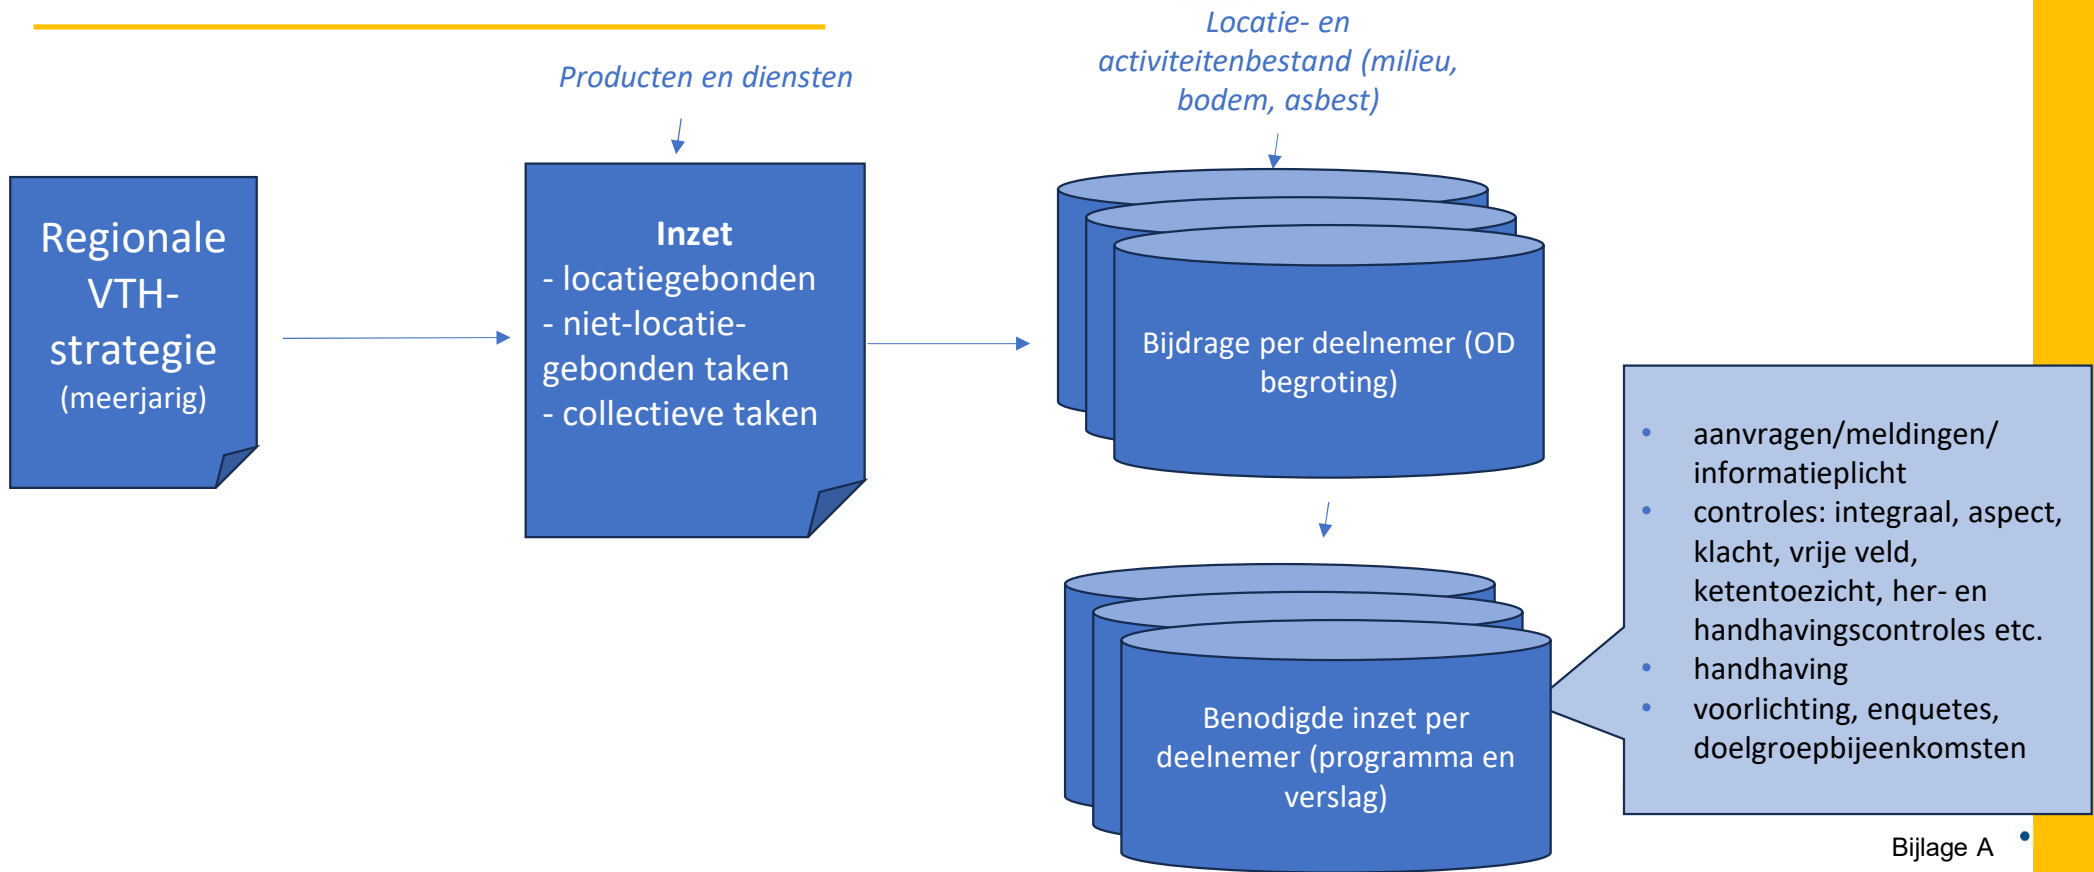 Producten en diensten
Locatie- en
activiteitenbestand (milieu,
bodem, asbest)
Regionale
VTH-
strategie
(meerjarig)
Inzet
- locatiegebonden
- niet-locatie-
gebonden taken
- collectieve taken
Bijdrage per deelnemer (OD
begroting)
Benodigde inzet per
deelnemer (programma en
verslag)
• aanvragen/meldingen/
informatieplicht
• controles: integraal, aspect,
klacht, vrije veld,
ketentoezicht, her- en
handhavingscontroles etc.
• handhaving
• voorlichting, enquetes,
doelgroepbijeenkomsten
Bijlage A